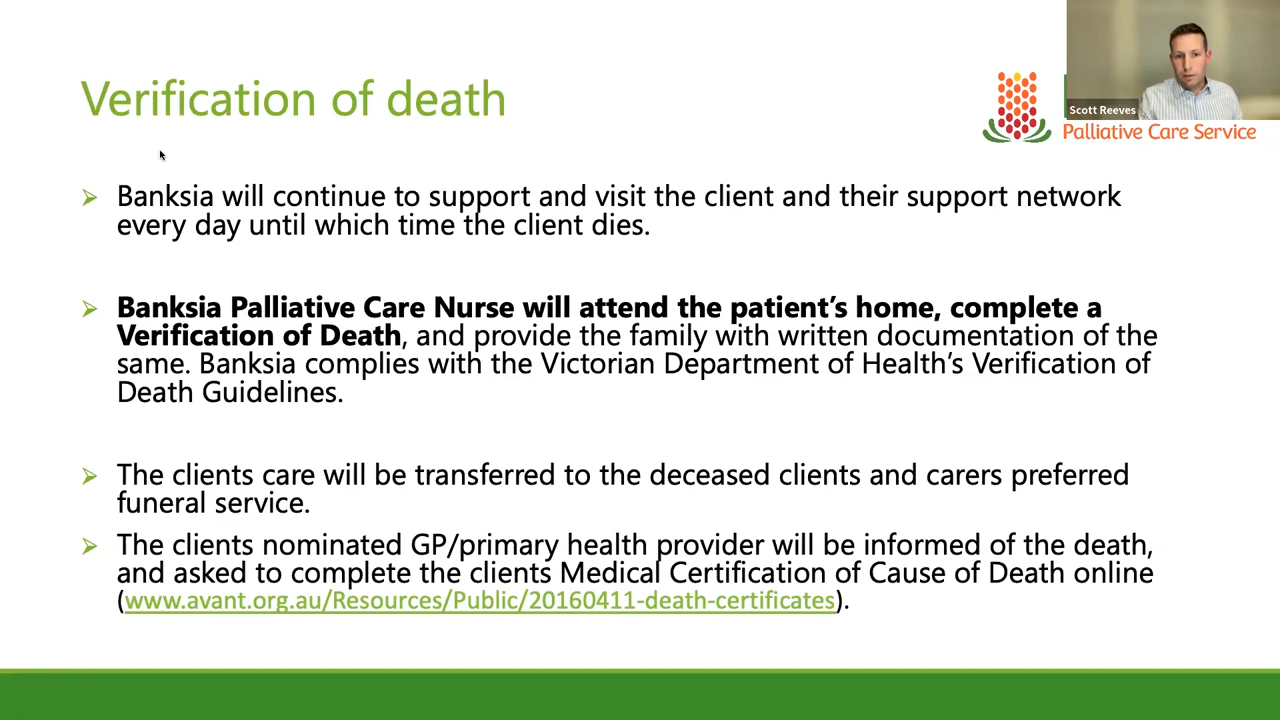 Verification of death
Scott Reeves
Palliative Care Service
Banksia will continue to support and visit the client and their support network
every day until which time the client dies.
Banksia Palliative Care Nurse will attend the patient's home, complete a
Verification of Death, and provide the family with written documentation of the
same. Banksia complies with the Victorian Department of Health's Verification of
Death Guidelines.
The clients care will be transferred to the deceased clients and carers preferred
funeral service.
The clients nominated GP/primary health provider will be informed of the death,
and asked to complete the clients Medical Certification of Cause of Death online
(www.avant.org.au/Resources/Public/20160411-death-certificates).